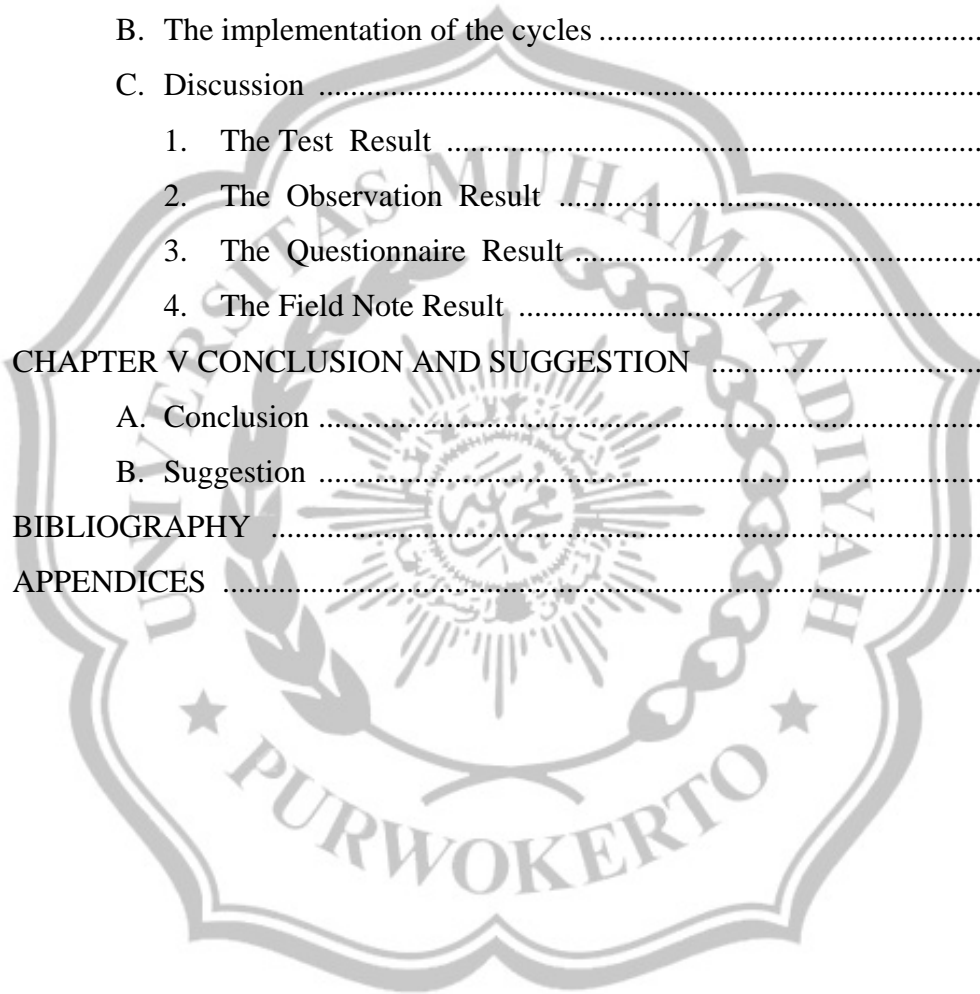 B. The implementation of the cycles ..........................................
C. Discussion ..........................................................................
1. The Test Result ..........................................................
2. The Observation Result ..............................................
3. The Questionnaire Result ...........................................
4. The Field Note Result ................................................
CHAPTER V CONCLUSION AND SUGGESTION ............................
A. Conclusion ..........................................................................
B. Suggestion ..........................................................................
BIBLIOGRAPHY ..............................................................................
APPENDICES ....................................................................................
UNIVERSITAS MUHAMMADIYAH
PURWOKERTO